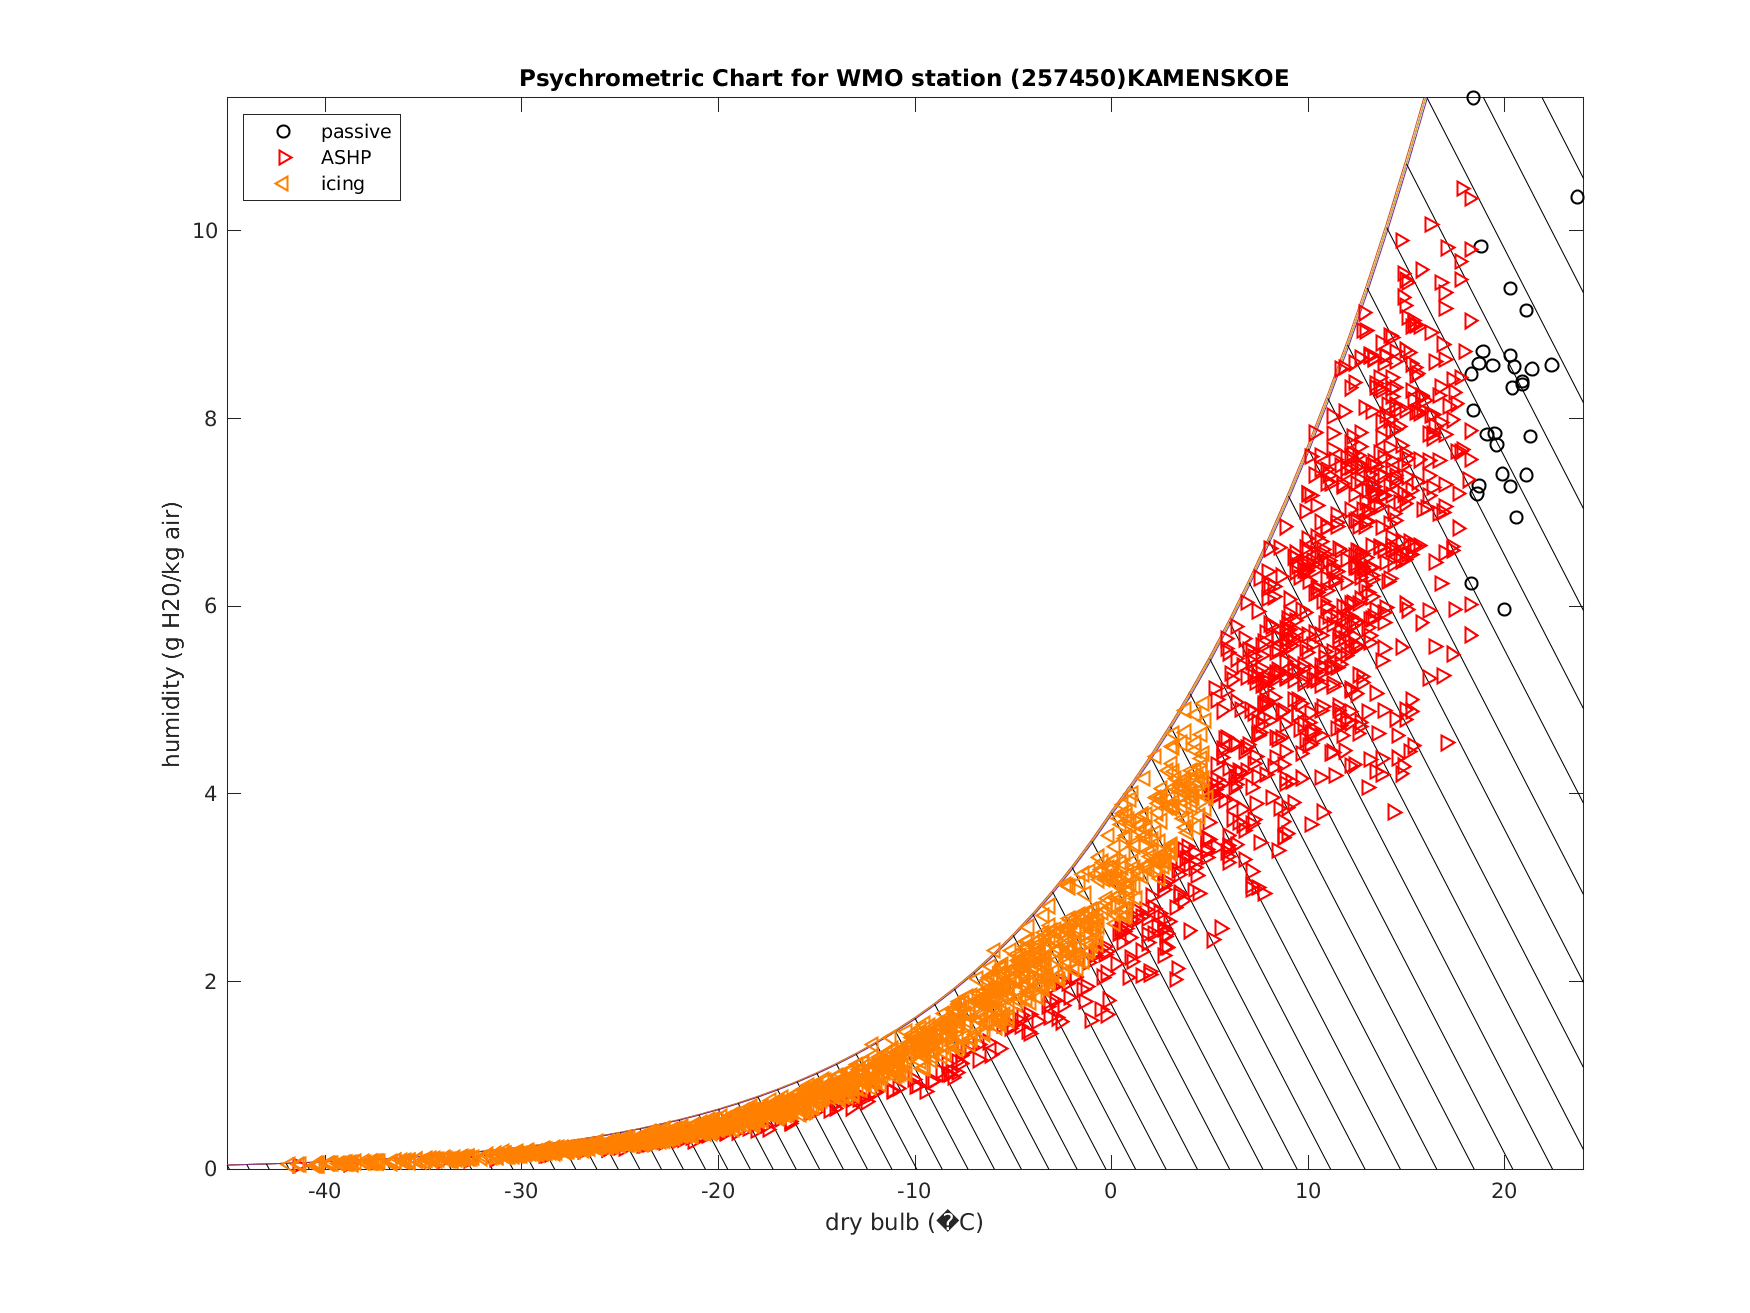 Psychrometric Chart for WMO station (257450)KAMENSKOE
passive
ASHP
icing
humidity (g H20/kg air)
10
8
6
4
2
0
-40 -30 -20 -10 0 10 20
dry bulb (�C)